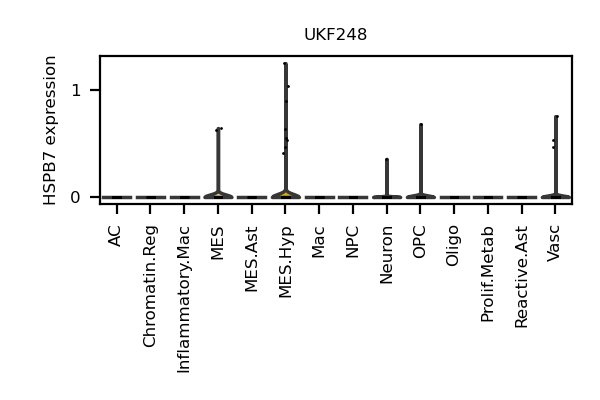 UKF248
HSPB7 expression
1
0
AC
Chromatin.Reg
Inflammatory.Mac
MES
MES.Ast
MES.Hyp
Mac
NPC
Neuron
OPC
Oligo
Prolif.Metab
Reactive.Ast
Vasc